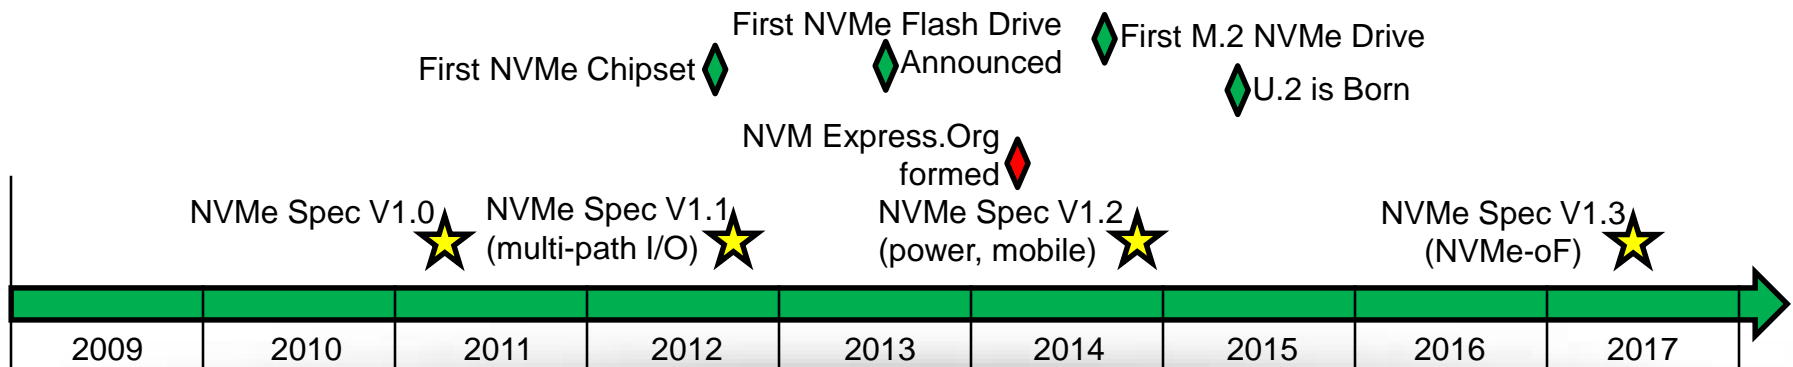 First NVMe Flash Drive
Announced
First M.2 NVMe Drive
First NVMe Chipset
U.2 is Born
NVM Express.Org
formed
NVMe Spec V1.0
NVMe Spec V1.1
(multi-path I/O)
NVMe Spec V1.2
(power, mobile)
NVMe Spec V1.3
(NVMe-oF)
2009 2010 2011 2012 2013 2014 2015 2016 2017